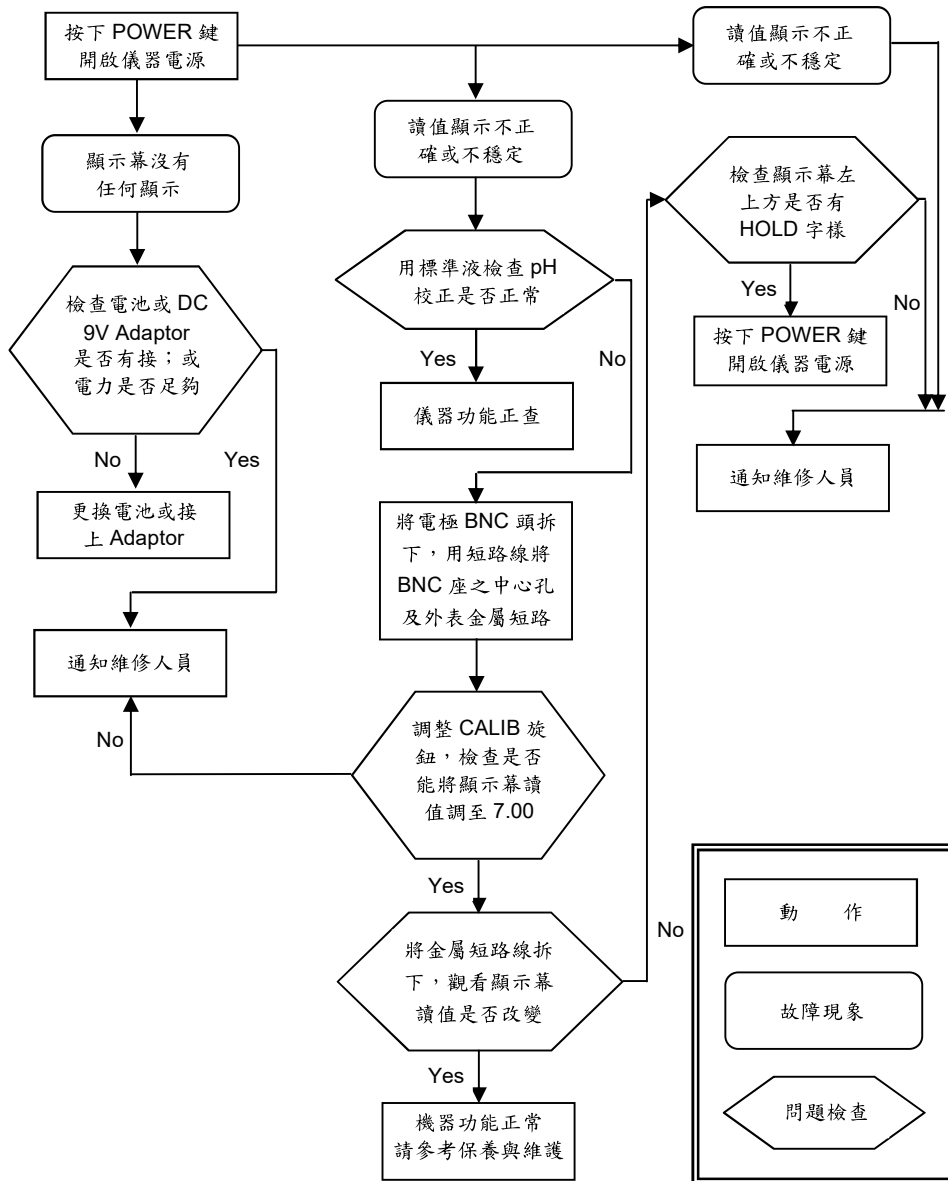 按下 POWER 鍵
開啟儀器電源
讀值顯示不正
確或不穩定
顯示幕沒有
任何顯示
讀值顯示不正
確或不穩定
檢查顯示幕左
上方是否有
HOLD 字樣
用標準液檢查 pH
校正是否正常
檢查電池或 DC
9V Adaptor
是否有接；或
電力是否足夠
Yes
No
按下 POWER 鍵
開啟儀器電源
Yes
No
儀器功能正查
No
Yes
通知維修人員
更換電池或接
上 Adaptor
將電極 BNC 頭拆
下，用短路線將
BNC 座之中心孔
及外表金屬短路
通知維修人員
No
調整 CALIB 旋
鈕，檢查是否
能將顯示幕讀
值調至 7.00
Yes
將金屬短路線拆
下，觀看顯示幕
讀值是否改變
No
Yes
機器功能正常
請參考保養與維護
動 作
故障現象
問題檢查